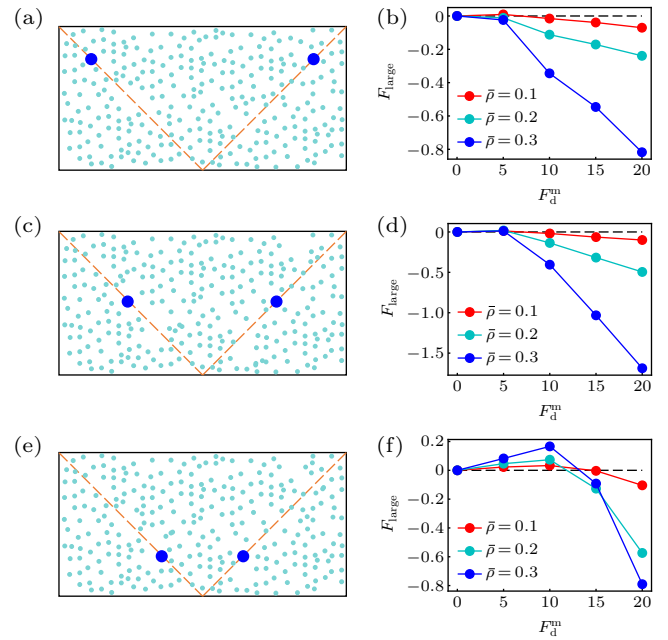 (a)
(b)
0
−0.2
−0.4
−0.6
−0.8
F_large
ρ̄ = 0.1
ρ̄ = 0.2
ρ̄ = 0.3
0 5 10 15 20
F_d^m
(c)
(d)
0
−0.5
−1.0
−1.5
F_large
ρ̄ = 0.1
ρ̄ = 0.2
ρ̄ = 0.3
0 5 10 15 20
F_d^m
(e)
(f)
0.2
0
−0.2
−0.4
−0.6
−0.8
F_large
ρ̄ = 0.1
ρ̄ = 0.2
ρ̄ = 0.3
0 5 10 15 20
F_d^m